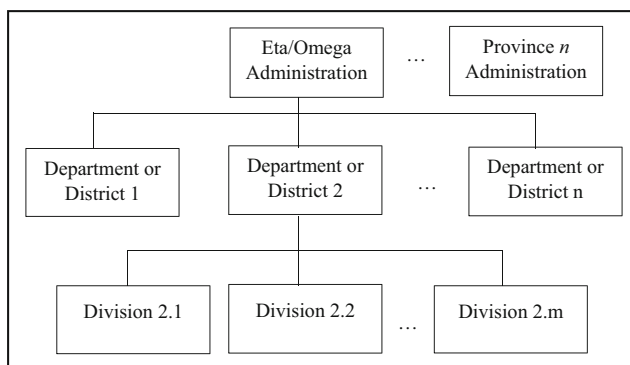 Eta/Omega
Administration
...
Province n
Administration
Department or
District 1
Department or
District 2
...
Department or
District n
Division 2.1
Division 2.2
...
Division 2.m